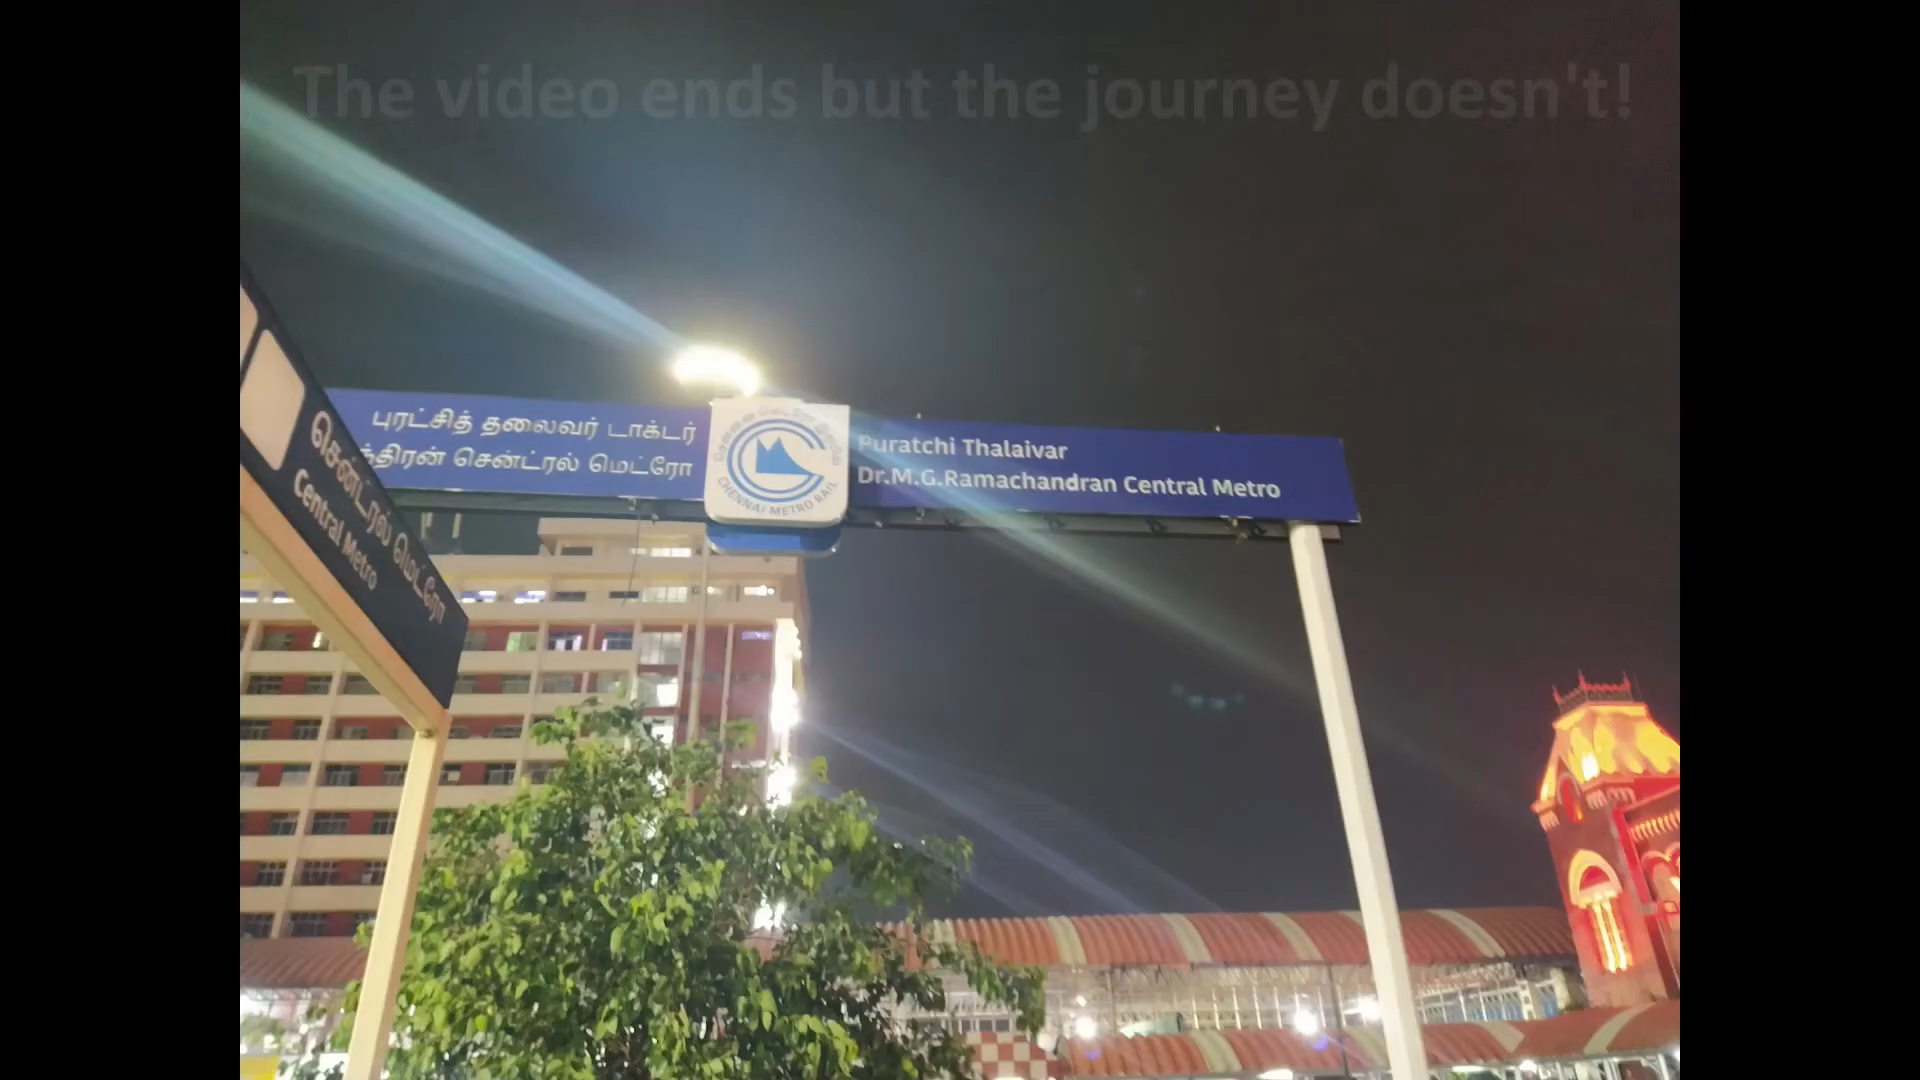 The video ends but the journey doesn't!
புரட்சித் தலைவர் டாக்டர்
சென்ட்ரல் மெட்ரோ
Puratchi Thalaivar
Dr.M.G.Ramachandran Central Metro
CHENNAI METRO RAIL
சென்ட்ரல் மெட்ரோ
Central Metro